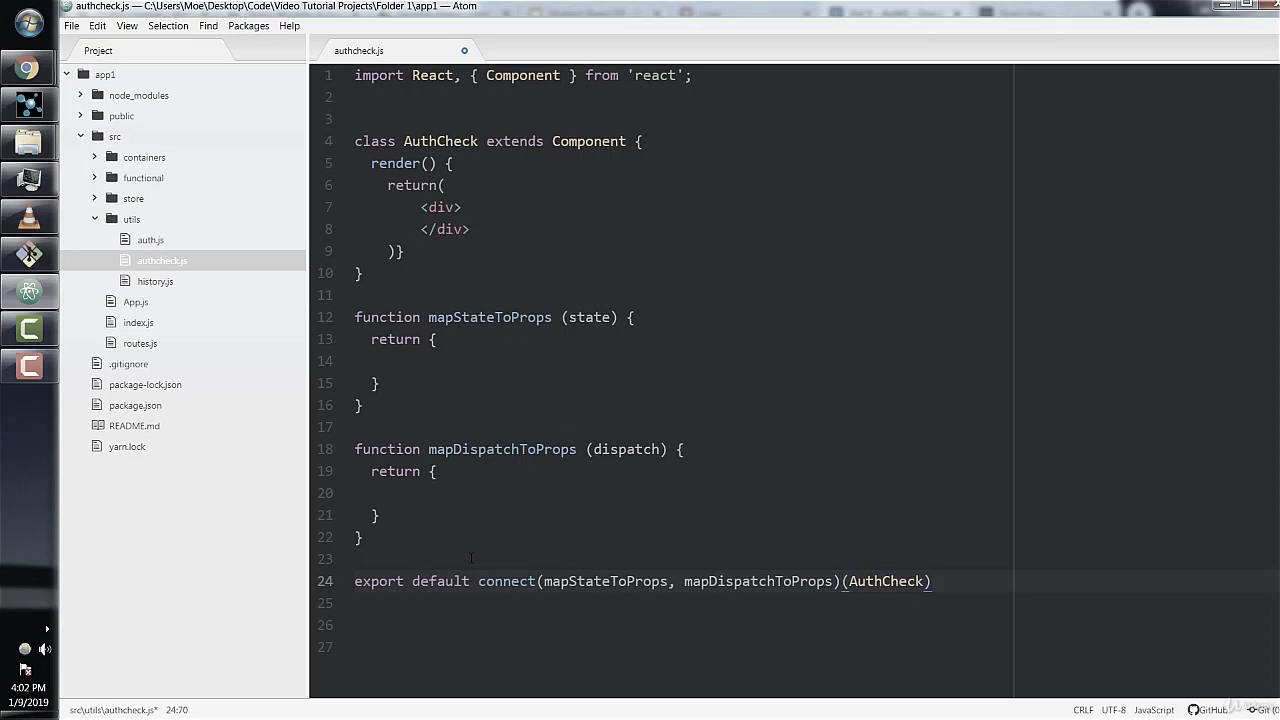 authcheck.js — C:\Users\Moe\Desktop\Code\Video Tutorial Projects\Folder 1\app1 — Atom
File Edit View Selection Find Packages Help
Project
authcheck.js
app1
node_modules
public
src
containers
functional
store
utils
auth.js
authcheck.js
history.js
App.js
index.js
routes.js
.gitignore
package-lock.json
package.json
README.md
yarn.lock
1 import React, { Component } from 'react';
2
3
4 class AuthCheck extends Component {
5 render() {
6 return(
7 <div>
8 </div>
9 )}
10 }
11
12 function mapStateToProps (state) {
13 return {
14
15 }
16 }
17
18 function mapDispatchToProps (dispatch) {
19 return {
20
21 }
22 }
23
24 export default connect(mapStateToProps, mapDispatchToProps)(AuthCheck)
25
26
27
4:02 PM
1/9/2019
src\utils\authcheck.js* 24:70
CRLF UTF-8 JavaScript GitHub Git (0